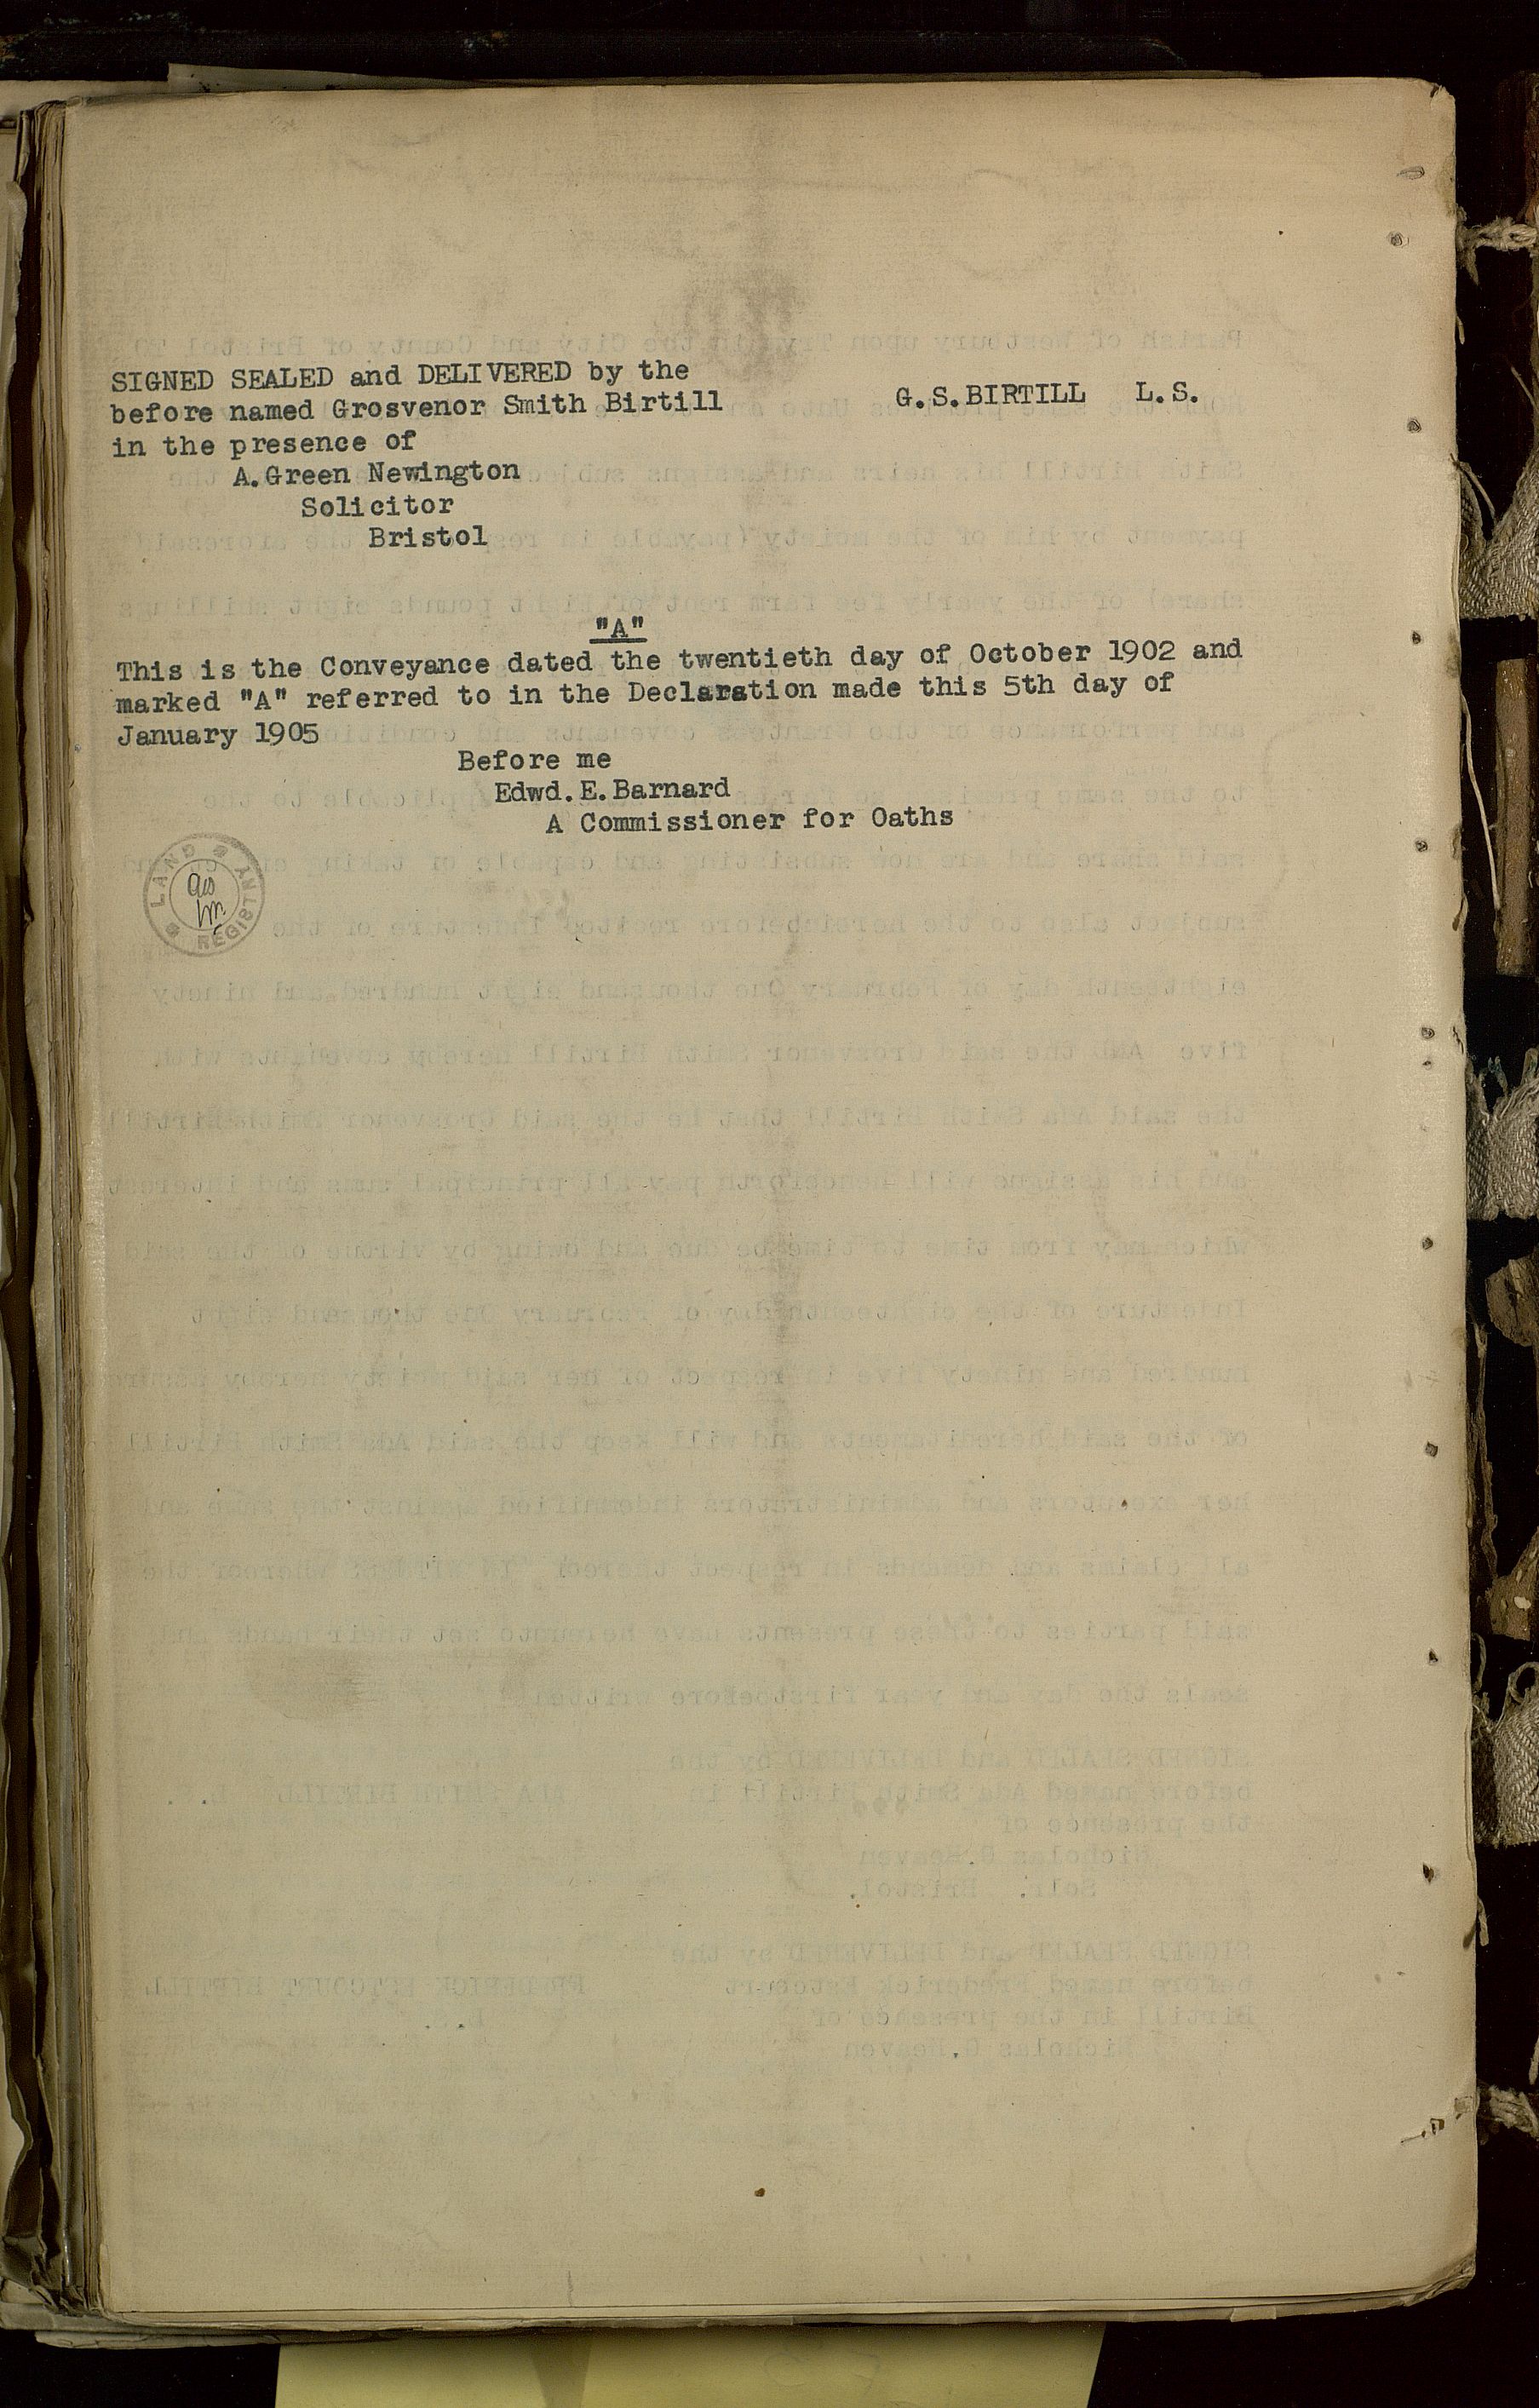 SIGNED SEALED and DELIVERED by the
before named Grosvenor Smith Birtill
G.S.BIRTILL L.S.
in the presence of
A.Green Newington
Solicitor
Bristol
"A"
This is the Conveyance dated the twentieth day of October 1902 and
marked "A" referred to in the Declaration made this 5th day of
January 1905
Before me
Edwd.E.Barnard
A Commissioner for Oaths
LAND REGISTRY